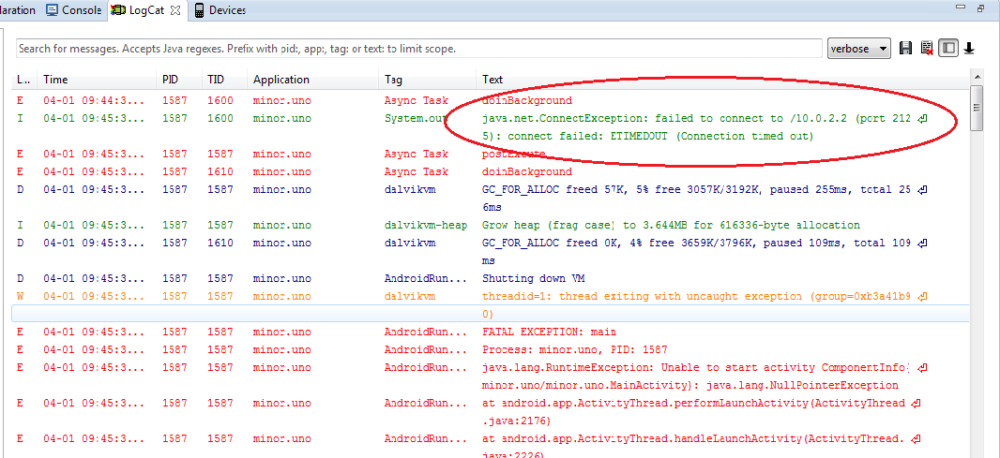 laration Console LogCat Devices
Search for messages. Accepts Java regexes. Prefix with pid:, app:, tag: or text: to limit scope. verbose
L... Time PID TID Application Tag Text
E 04-01 09:44:3... 1587 1600 minor.uno Async Task doinBackground
I 04-01 09:45:3... 1587 1600 minor.uno System.out java.net.ConnectException: failed to connect to /10.0.2.2 (port 212
5): connect failed: ETIMEDOUT (Connection timed out)
E 04-01 09:45:3... 1587 1587 minor.uno Async Task postExcute
E 04-01 09:45:3... 1587 1610 minor.uno Async Task doinBackground
D 04-01 09:45:3... 1587 1587 minor.uno dalvikvm GC_FOR_ALLOC freed 57K, 5% free 3057K/3192K, paused 255ms, total 25
6ms
I 04-01 09:45:3... 1587 1587 minor.uno dalvikvm-heap Grow heap (frag case) to 3.644MB for 616336-byte allocation
D 04-01 09:45:3... 1587 1610 minor.uno dalvikvm GC_FOR_ALLOC freed 0K, 4% free 3659K/3796K, paused 109ms, total 109
ms
D 04-01 09:45:3... 1587 1587 minor.uno AndroidRun... Shutting down VM
W 04-01 09:45:3... 1587 1587 minor.uno dalvikvm threadid=1: thread exiting with uncaught exception (group=0xb3a41b9
0)
E 04-01 09:45:3... 1587 1587 minor.uno AndroidRun... FATAL EXCEPTION: main
E 04-01 09:45:3... 1587 1587 minor.uno AndroidRun... Process: minor.uno, PID: 1587
E 04-01 09:45:3... 1587 1587 minor.uno AndroidRun... java.lang.RuntimeException: Unable to start activity ComponentInfo{
minor.uno/minor.uno.MainActivity}: java.lang.NullPointerException
E 04-01 09:45:3... 1587 1587 minor.uno AndroidRun... at android.app.ActivityThread.performLaunchActivity(ActivityThread
.java:2176)
E 04-01 09:45:3... 1587 1587 minor.uno AndroidRun... at android.app.ActivityThread.handleLaunchActivity(ActivityThread.
java:2226)